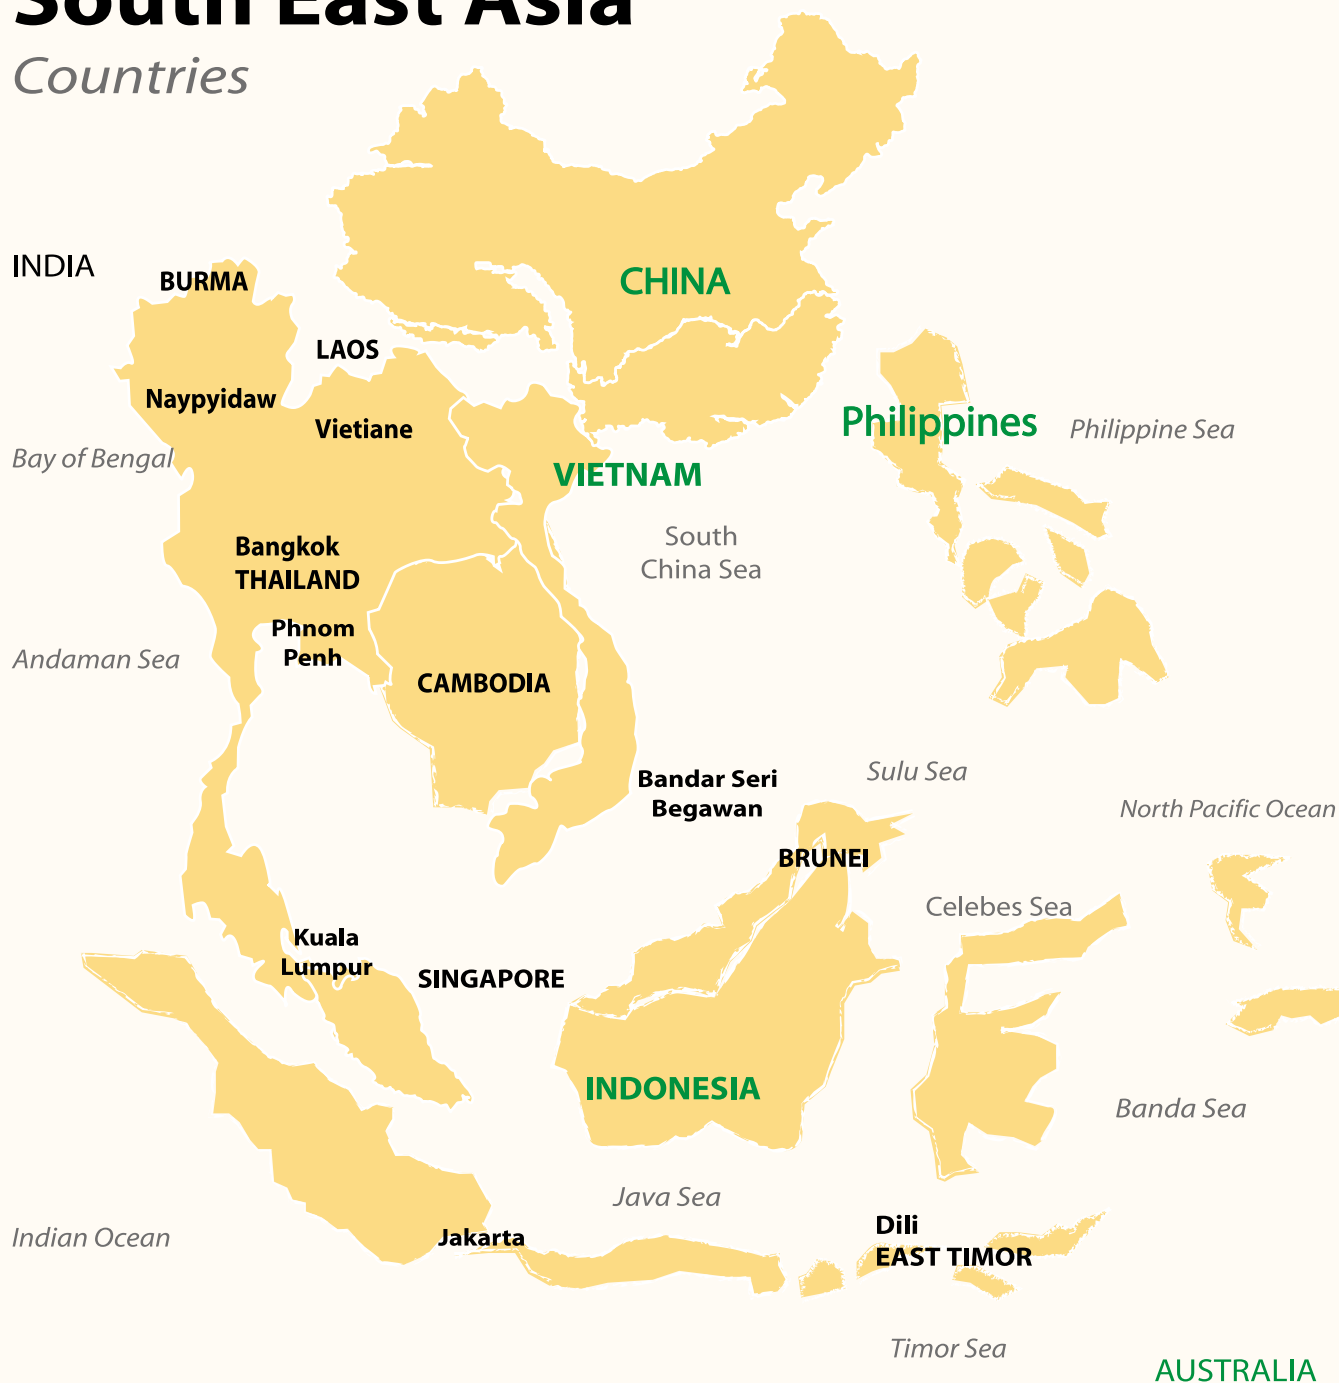 South East Asia
Countries
INDIA
BURMA
CHINA
LAOS
Naypyidaw
Vietiane
Philippines
Philippine Sea
Bay of Bengal
VIETNAM
South
China Sea
Bangkok
THAILAND
Phnom
Penh
Andaman Sea
CAMBODIA
Bandar Seri
Begawan
Sulu Sea
North Pacific Ocean
BRUNEI
Celebes Sea
Kuala
Lumpur
SINGAPORE
INDONESIA
Banda Sea
Java Sea
Indian Ocean
Jakarta
Dili
EAST TIMOR
Timor Sea
AUSTRALIA